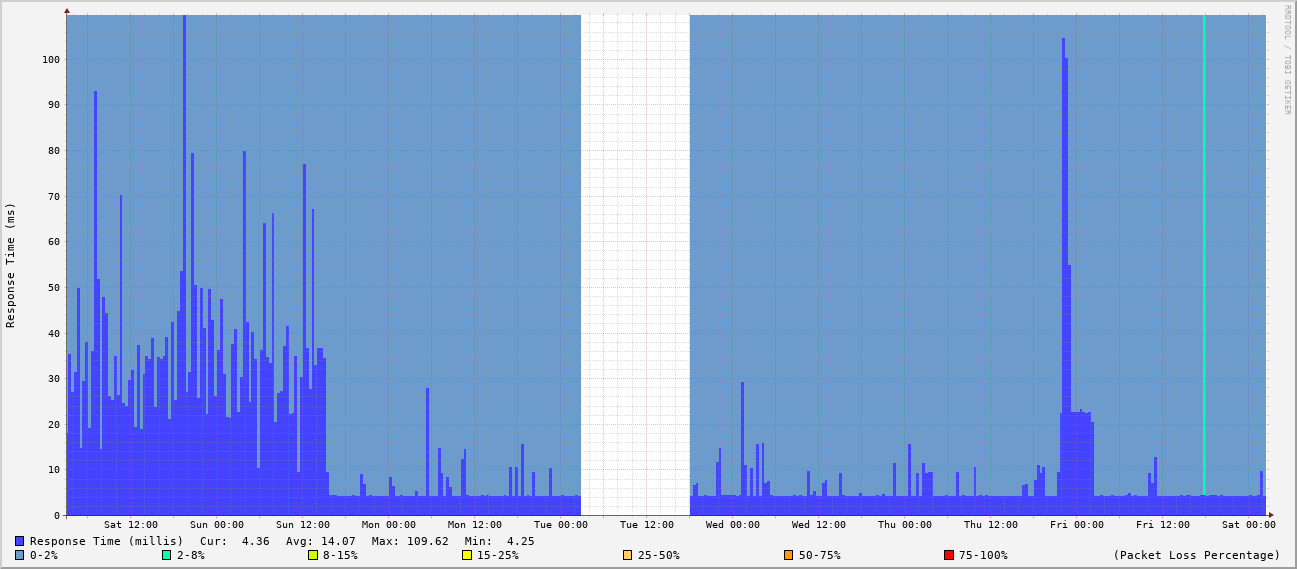 RRDTOOL / TOBI OETIKER
Response Time (ms)
100
90
80
70
60
50
40
30
20
10
0
Sat 12:00 Sun 00:00 Sun 12:00 Mon 00:00 Mon 12:00 Tue 00:00 Tue 12:00 Wed 00:00 Wed 12:00 Thu 00:00 Thu 12:00 Fri 00:00 Fri 12:00 Sat 00:00
Response Time (millis) Cur: 4.36 Avg: 14.07 Max: 109.62 Min: 4.25
0-2% 2-8% 8-15% 15-25% 25-50% 50-75% 75-100% (Packet Loss Percentage)